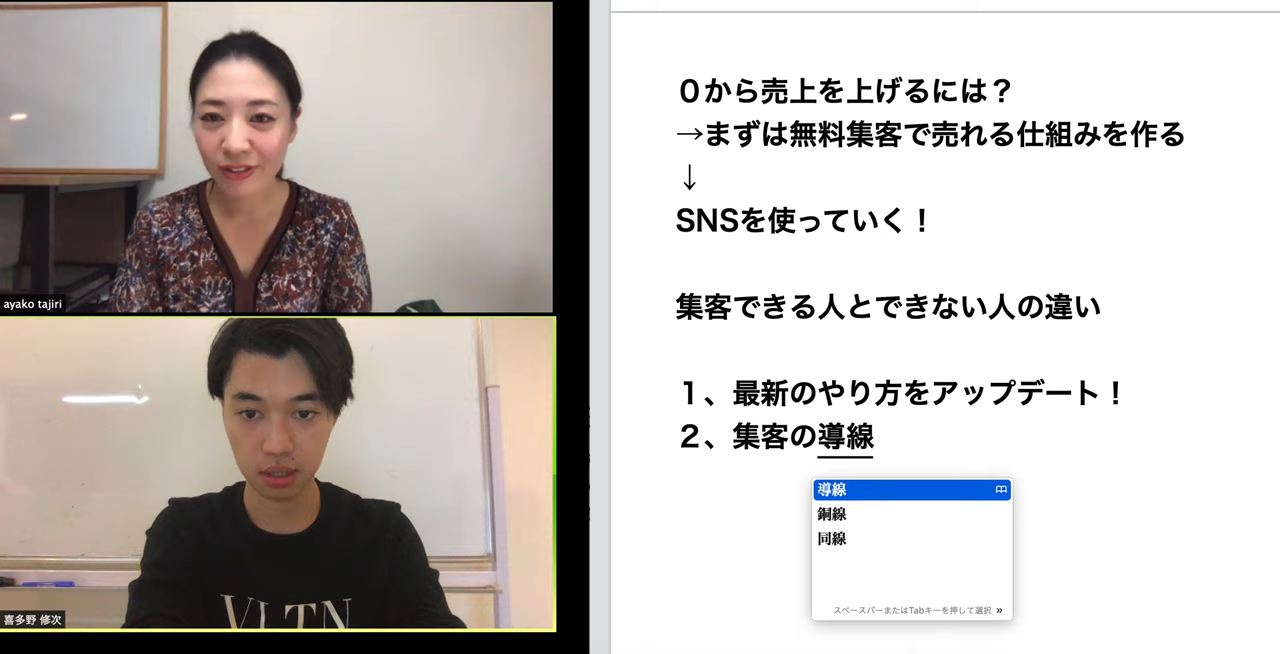 ayako tajiri
VLTN
喜多野 修次
０から売上を上げるには？
→まずは無料集客で売れる仕組みを作る
↓
SNSを使っていく！
集客できる人とできない人の違い
１、最新のやり方をアップデート！
２、集客の導線
導線
銅線
同線
スペースバーまたはTabキーを押して選択 »